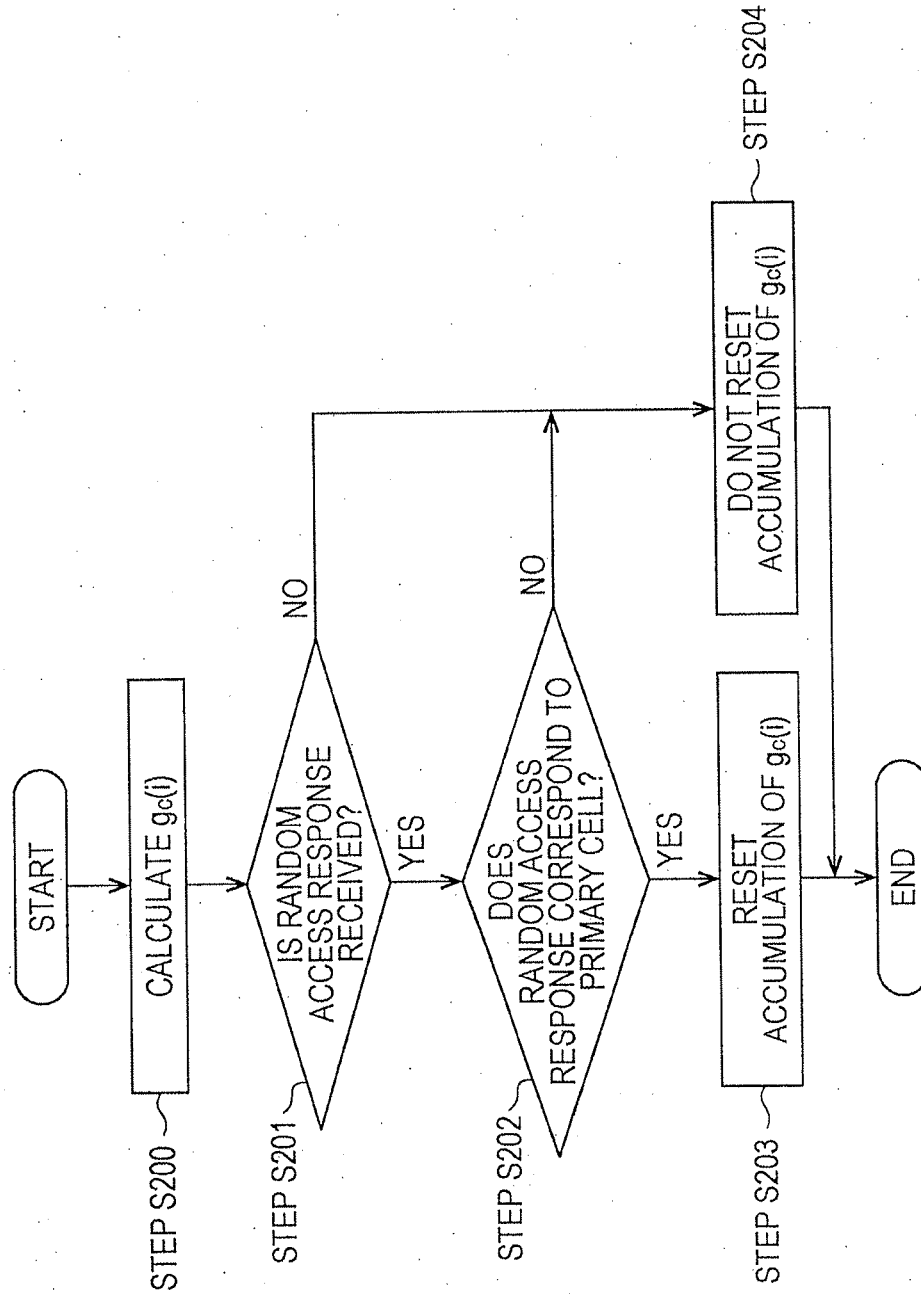 START
STEP S200
CALCULATE gc(i)
STEP S201
IS RANDOM
ACCESS RESPONSE
RECEIVED?
NO
YES
STEP S202
DOES
RANDOM ACCESS
RESPONSE CORRESPOND TO
PRIMARY CELL?
NO
YES
STEP S203
RESET
ACCUMULATION OF gc(i)
STEP S204
DO NOT RESET
ACCUMULATION OF gc(i)
END